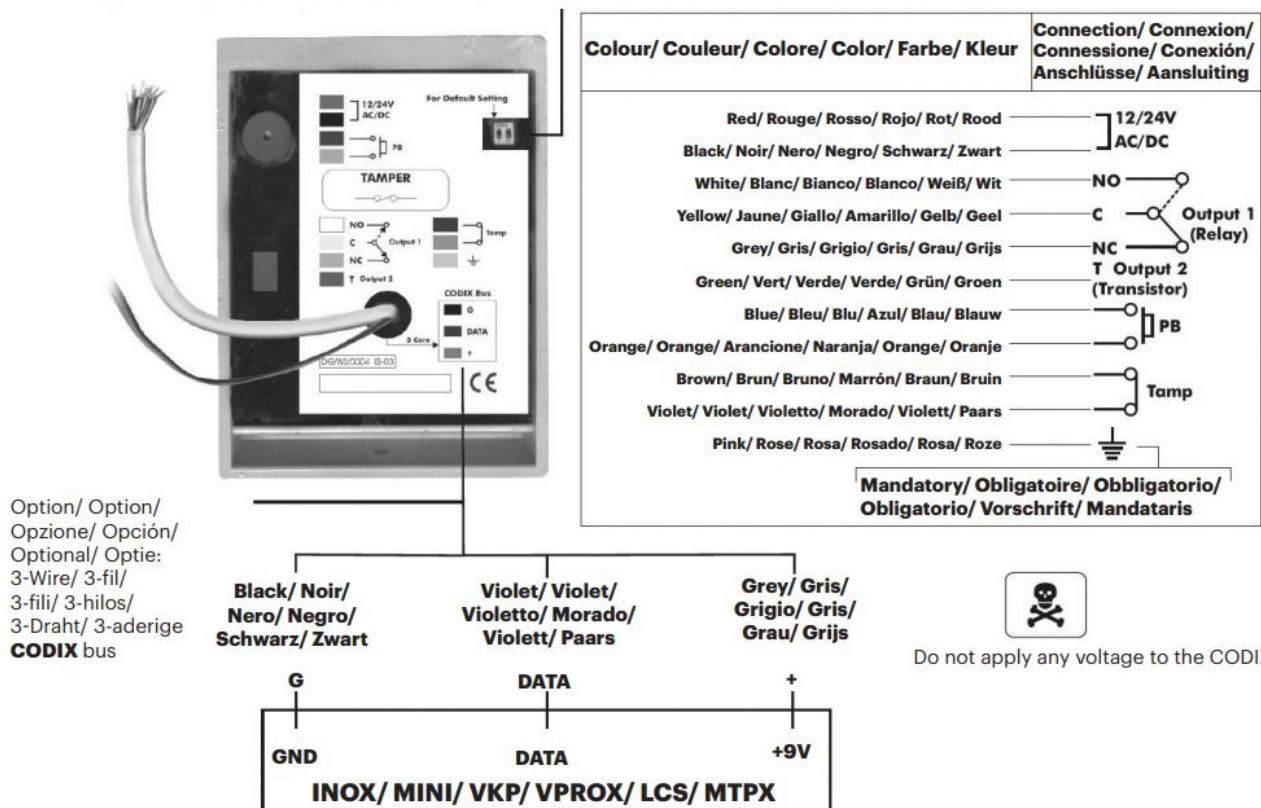 For Default Setting
12/24V
AC/DC
PB
TAMPER
NO
C
Output 1
NC
T Output 2
Tamp
CODIX Bus
G
3 Core
DATA
+
DG/INS/0004 IS-03
CE
Colour/ Couleur/ Colore/ Color/ Farbe/ Kleur
Connection/ Connexion/
Connessione/ Conexión/
Anschlüsse/ Aansluiting
Red/ Rouge/ Rosso/ Rojo/ Rot/ Rood
12/24V
Black/ Noir/ Nero/ Negro/ Schwarz/ Zwart
AC/DC
White/ Blanc/ Bianco/ Blanco/ Weiß/ Wit
NO
Yellow/ Jaune/ Giallo/ Amarillo/ Gelb/ Geel
C
Output 1
(Relay)
Grey/ Gris/ Grigio/ Gris/ Grau/ Grijs
NC
Green/ Vert/ Verde/ Verde/ Grün/ Groen
T Output 2
(Transistor)
Blue/ Bleu/ Blu/ Azul/ Blau/ Blauw
PB
Orange/ Orange/ Arancione/ Naranja/ Orange/ Oranje
Brown/ Brun/ Bruno/ Marrón/ Braun/ Bruin
Tamp
Violet/ Violet/ Violetto/ Morado/ Violett/ Paars
Pink/ Rose/ Rosa/ Rosado/ Rosa/ Roze
Mandatory/ Obligatoire/ Obbligatorio/
Obligatorio/ Vorschrift/ Mandataris
Option/ Option/
Opzione/ Opción/
Optional/ Optie:
3-Wire/ 3-fil/
3-fili/ 3-hilos/
3-Draht/ 3-aderige
CODIX bus
Black/ Noir/
Nero/ Negro/
Schwarz/ Zwart
Violet/ Violet/
Violetto/ Morado/
Violett/ Paars
Grey/ Gris/
Grigio/ Gris/
Grau/ Grijs
Do not apply any voltage to the CODI
G
DATA
+
GND
DATA
+9V
INOX/ MINI/ VKP/ VPROX/ LCS/ MTPX